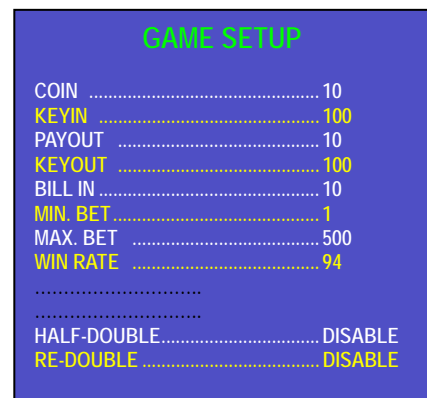 GAME SETUP
COIN ................................................ 10
KEYIN .............................................. 100
PAYOUT .......................................... 10
KEYOUT .......................................... 100
BILL IN .............................................. 10
MIN. BET ........................................... 1
MAX. BET ....................................... 500
WIN RATE ....................................... 94
.............................
.............................
HALF-DOUBLE................................. DISABLE
RE-DOUBLE ..................................... DISABLE